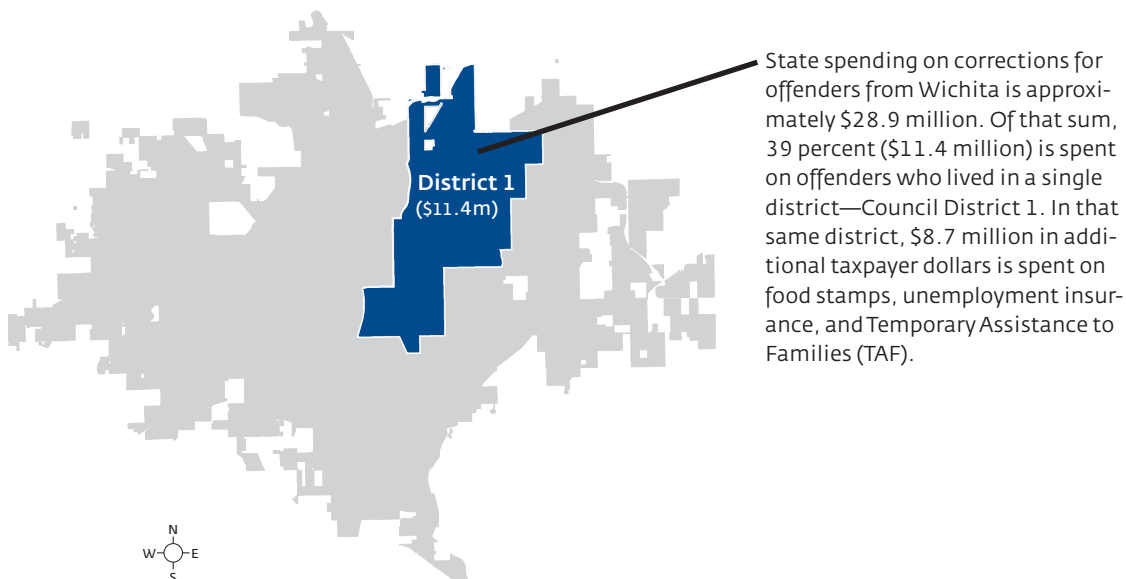 State spending on corrections for
offenders from Wichita is approxi-
mately $28.9 million. Of that sum,
39 percent ($11.4 million) is spent
on offenders who lived in a single
district—Council District 1. In that
same district, $8.7 million in addi-
tional taxpayer dollars is spent on
food stamps, unemployment insur-
ance, and Temporary Assistance to
Families (TAF).
District 1
($11.4m)
N
W E
S